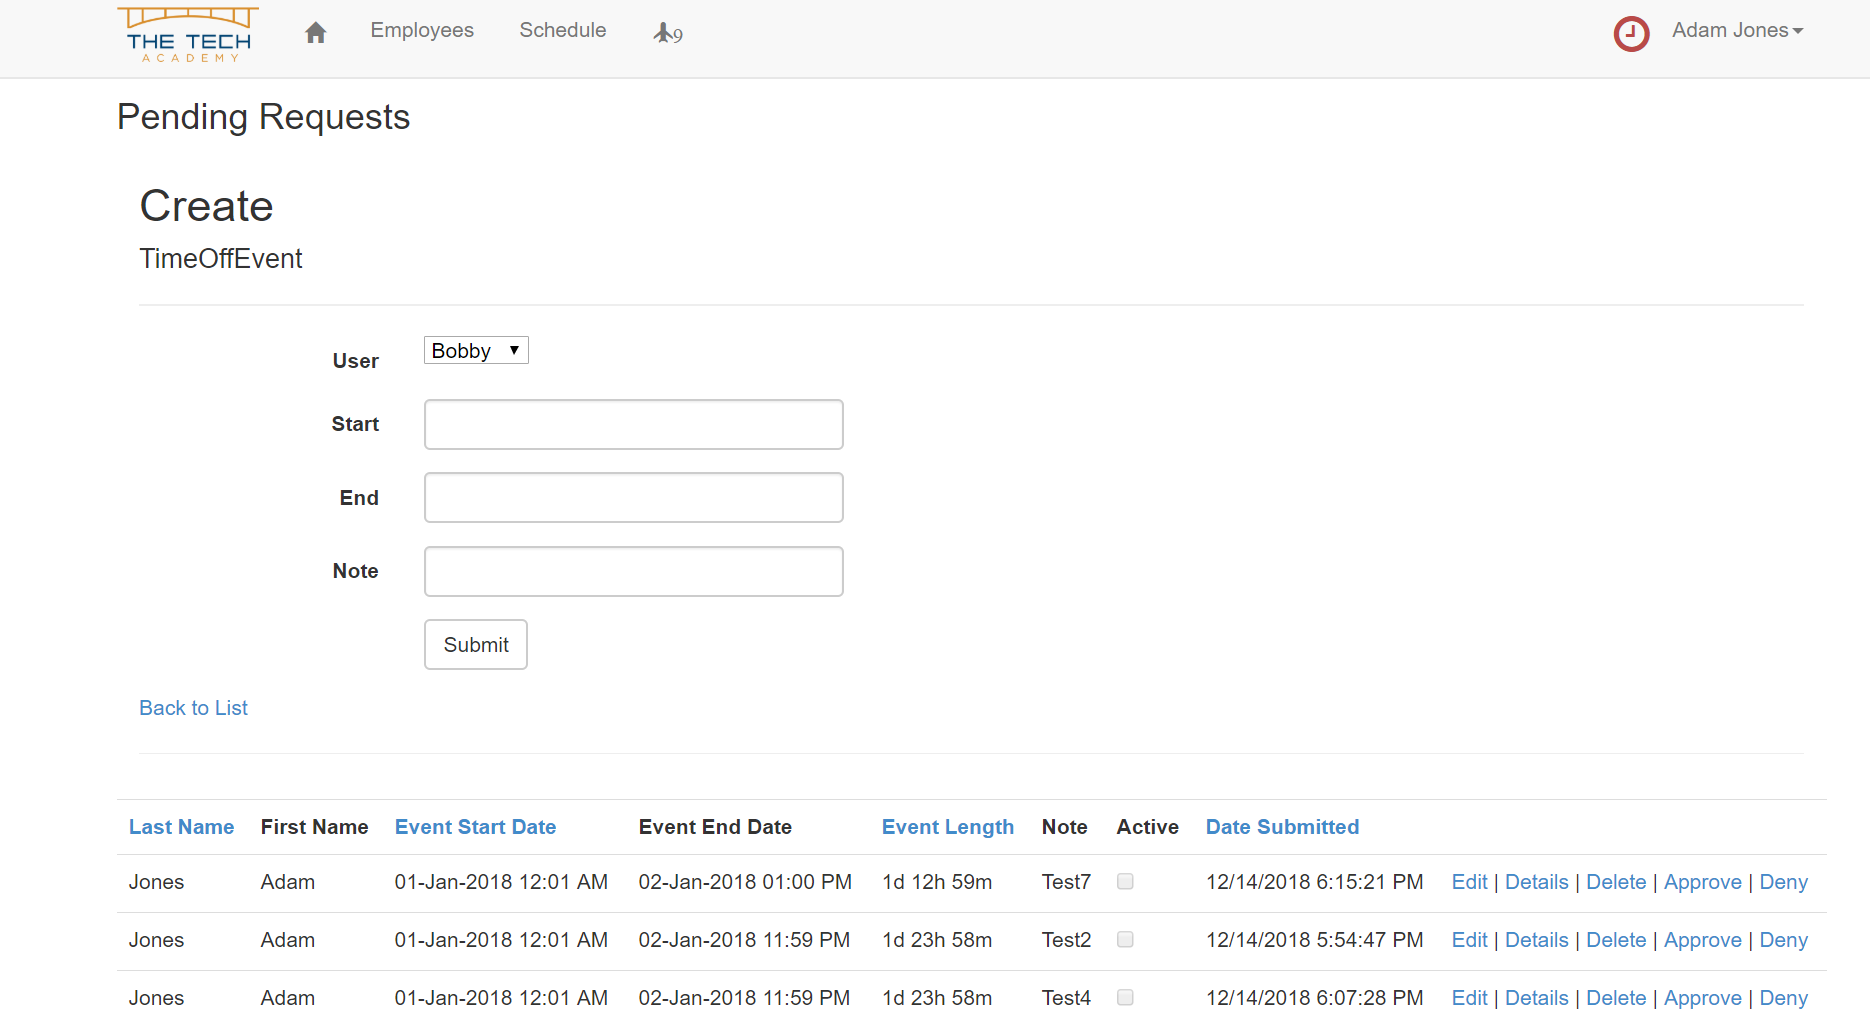 THE TECH
ACADEMY
Employees Schedule 9 Adam Jones
Pending Requests
Create
TimeOffEvent
User Bobby
Start
End
Note
Submit
Back to List
Last Name First Name Event Start Date Event End Date Event Length Note Active Date Submitted
Jones Adam 01-Jan-2018 12:01 AM 02-Jan-2018 01:00 PM 1d 12h 59m Test7 12/14/2018 6:15:21 PM Edit | Details | Delete | Approve | Deny
Jones Adam 01-Jan-2018 12:01 AM 02-Jan-2018 11:59 PM 1d 23h 58m Test2 12/14/2018 5:54:47 PM Edit | Details | Delete | Approve | Deny
Jones Adam 01-Jan-2018 12:01 AM 02-Jan-2018 11:59 PM 1d 23h 58m Test4 12/14/2018 6:07:28 PM Edit | Details | Delete | Approve | Deny